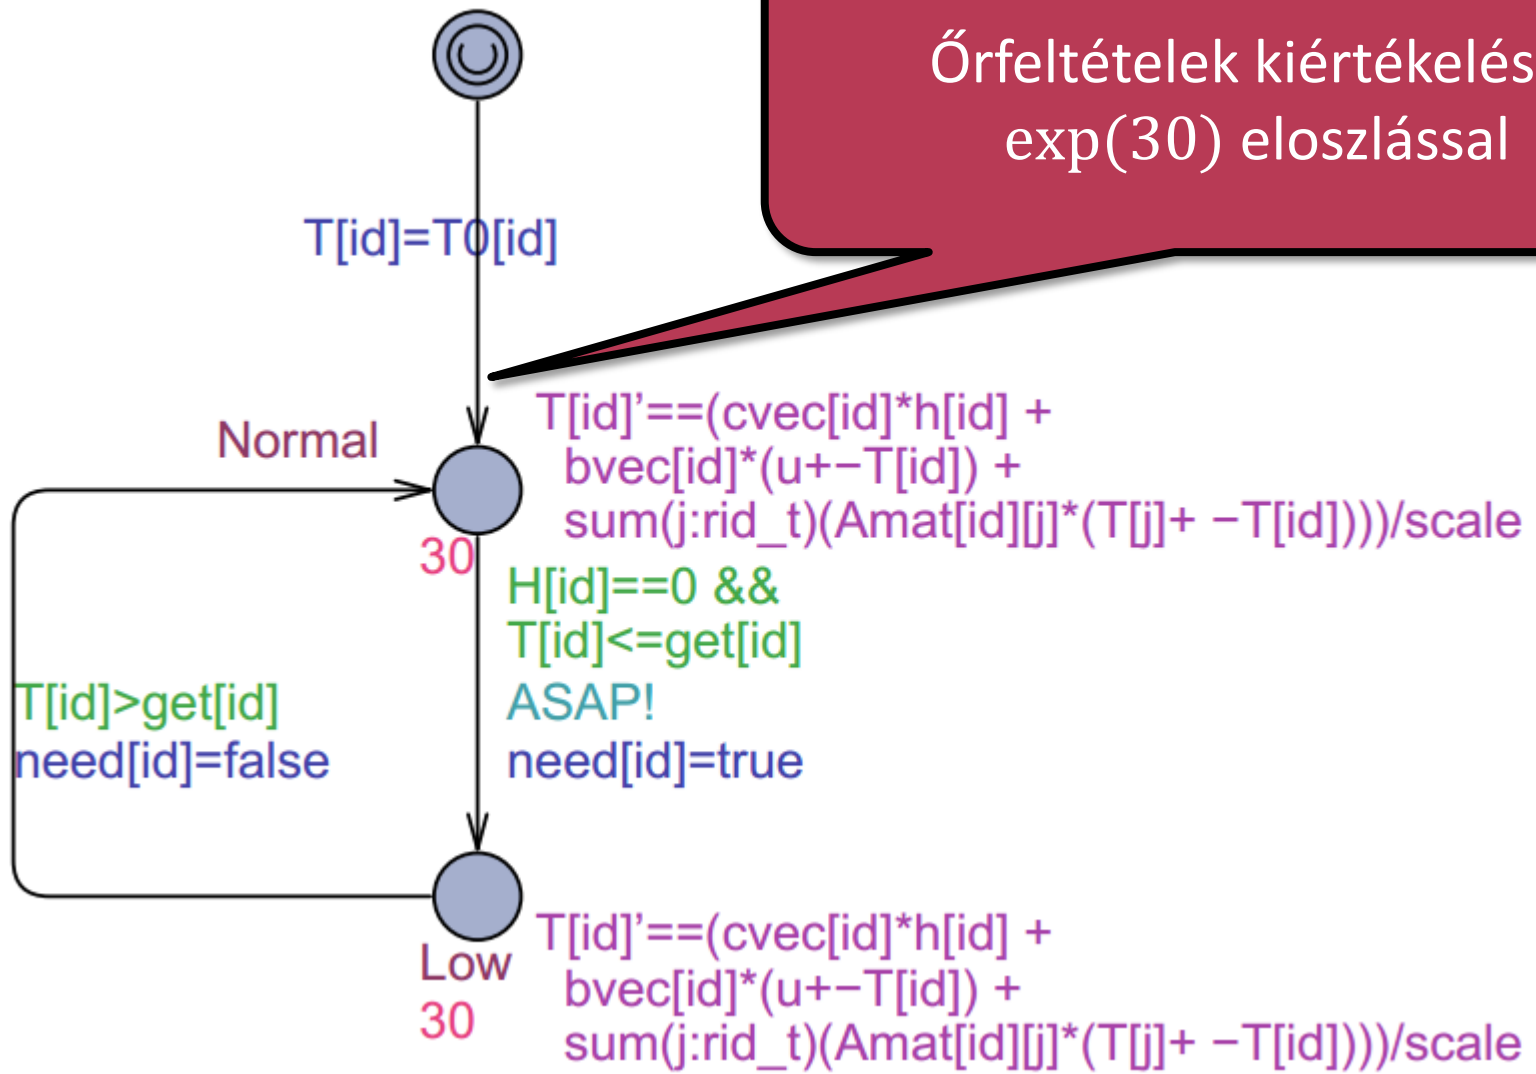 Őrfeltételek kiértékelés
exp(30) eloszlással
T[id]=T0[id]
Normal
T[id]'==(cvec[id]*h[id] +
bvec[id]*(u+−T[id]) +
sum(j:rid_t)(Amat[id][j]*(T[j]+ −T[id])))/scale
30
H[id]==0 &&
T[id]<=get[id]
ASAP!
need[id]=true
T[id]>get[id]
need[id]=false
Low
30
T[id]'==(cvec[id]*h[id] +
bvec[id]*(u+−T[id]) +
sum(j:rid_t)(Amat[id][j]*(T[j]+ −T[id])))/scale